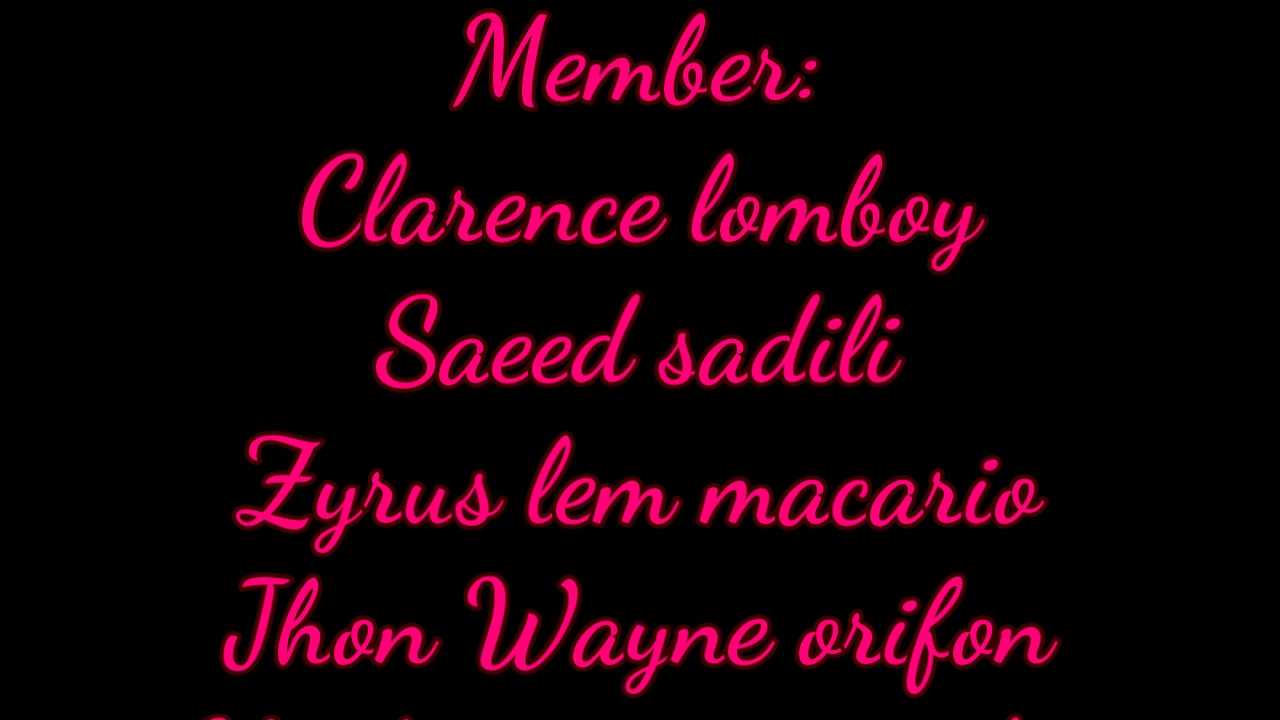 Member:
Clarence lomboy
Saeed sadili
Zyrus lem macario
Jhon Wayne orifon